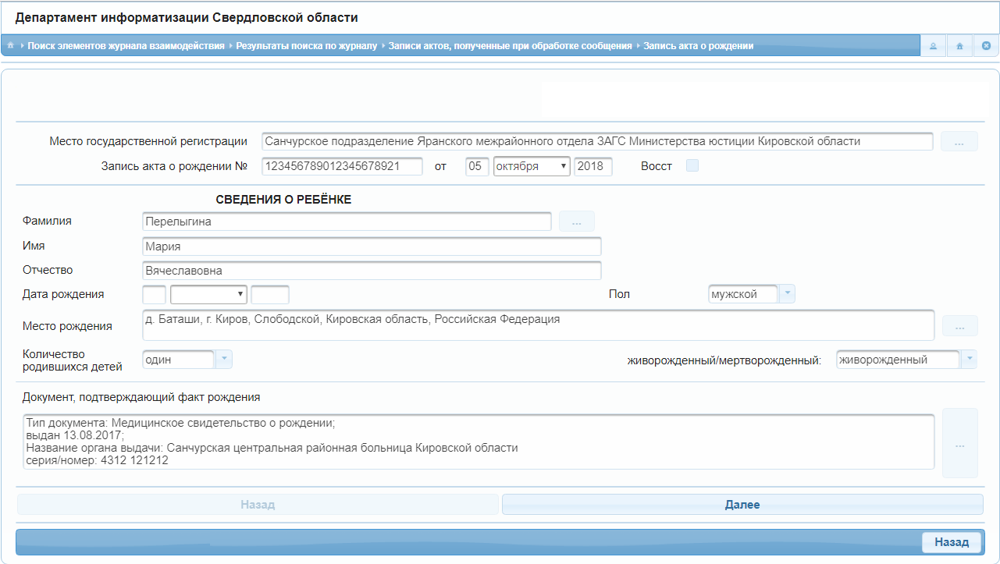 Департамент информатизации Свердловской области
Поиск элементов журнала взаимодействия Результаты поиска по журналу Записи актов, полученные при обработке сообщения Запись акта о рождении
Место государственной регистрации Санчурское подразделение Яранского межрайонного отдела ЗАГС Министерства юстиции Кировской области ...
Запись акта о рождении № 123456789012345678921 от 05 октября 2018 Восст
СВЕДЕНИЯ О РЕБЁНКЕ
Фамилия Перелыгина ...
Имя Мария
Отчество Вячеславовна
Дата рождения Пол мужской
Место рождения д. Баташи, г. Киров, Слободской, Кировская область, Российская Федерация ...
Количество
родившихся детей один живорожденный/мертворожденный: живорожденный
Документ, подтверждающий факт рождения
Тип документа: Медицинское свидетельство о рождении;
выдан 13.08.2017;
Название органа выдачи: Санчурская центральная районная больница Кировской области
серия/номер: 4312 121212
...
Назад Далее
Назад